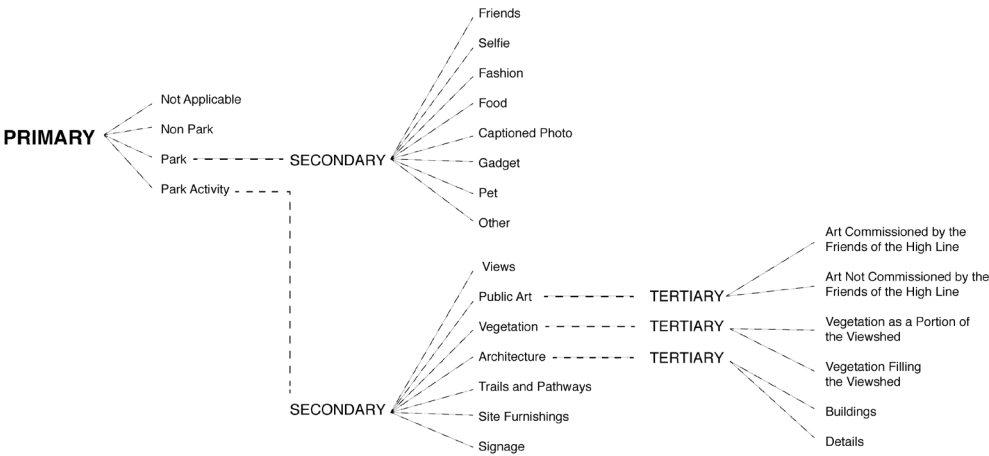 PRIMARY
Not Applicable
Non Park
Park
Park Activity
SECONDARY
Friends
Selfie
Fashion
Food
Captioned Photo
Gadget
Pet
Other
SECONDARY
Views
Public Art
Vegetation
Architecture
Trails and Pathways
Site Furnishings
Signage
TERTIARY
Art Commissioned by the
Friends of the High Line
Art Not Commissioned by the
Friends of the High Line
TERTIARY
Vegetation as a Portion of
the Viewshed
Vegetation Filling
the Viewshed
TERTIARY
Buildings
Details